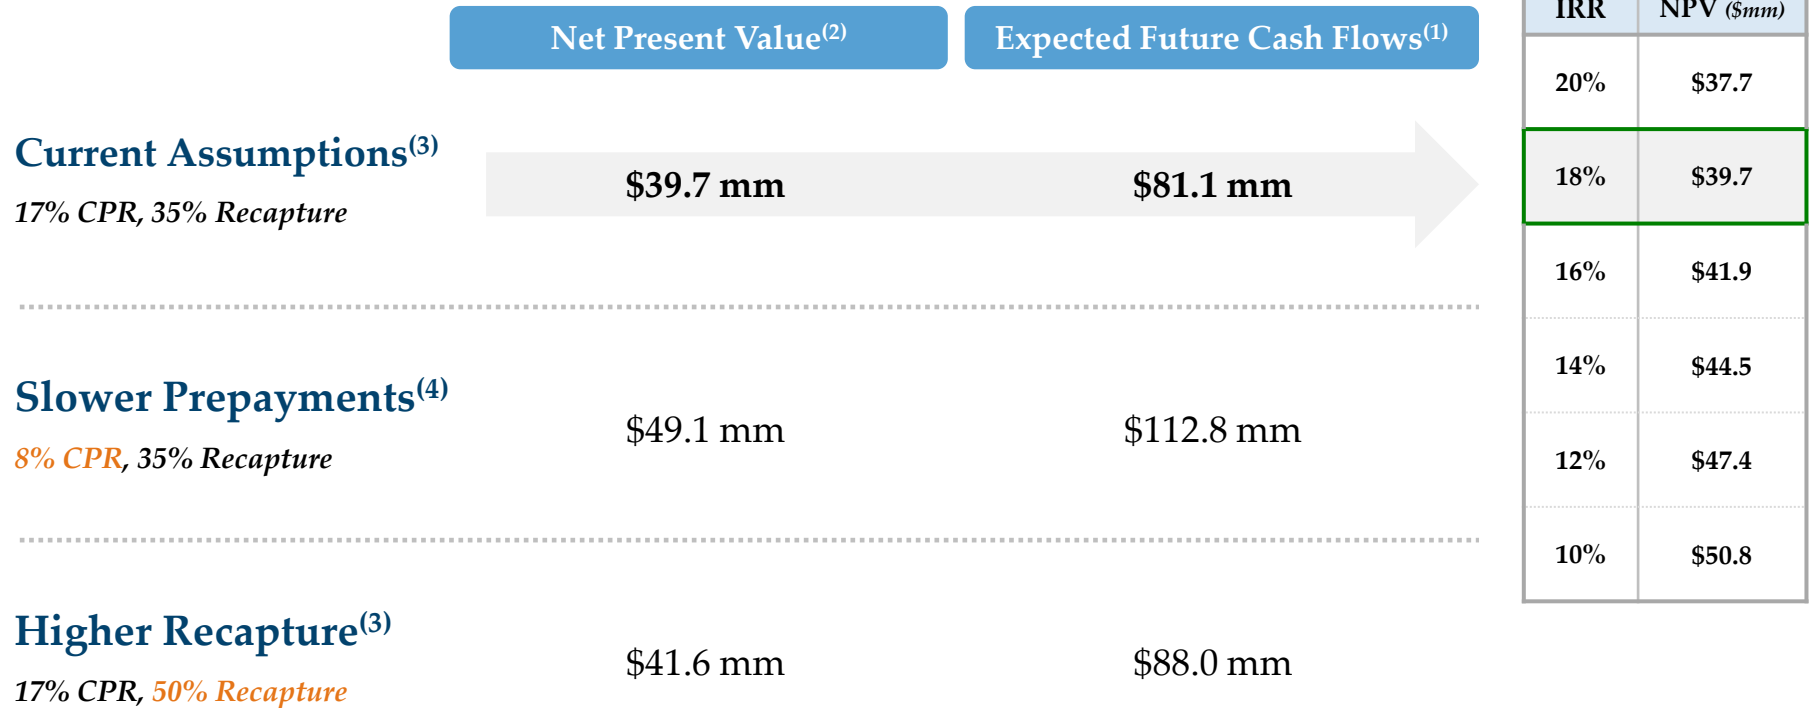 Net Present Value(2) Expected Future Cash Flows(1)
Current Assumptions(3)
17% CPR, 35% Recapture
$39.7 mm $81.1 mm
Slower Prepayments(4)
8% CPR, 35% Recapture
$49.1 mm $112.8 mm
Higher Recapture(3)
17% CPR, 50% Recapture
$41.6 mm $88.0 mm
IRR NPV ($mm)
20% $37.7
18% $39.7
16% $41.9
14% $44.5
12% $47.4
10% $50.8